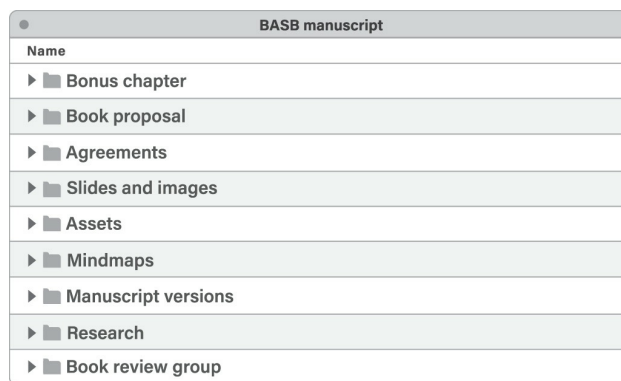 BASB manuscript
Name
Bonus chapter
Book proposal
Agreements
Slides and images
Assets
Mindmaps
Manuscript versions
Research
Book review group